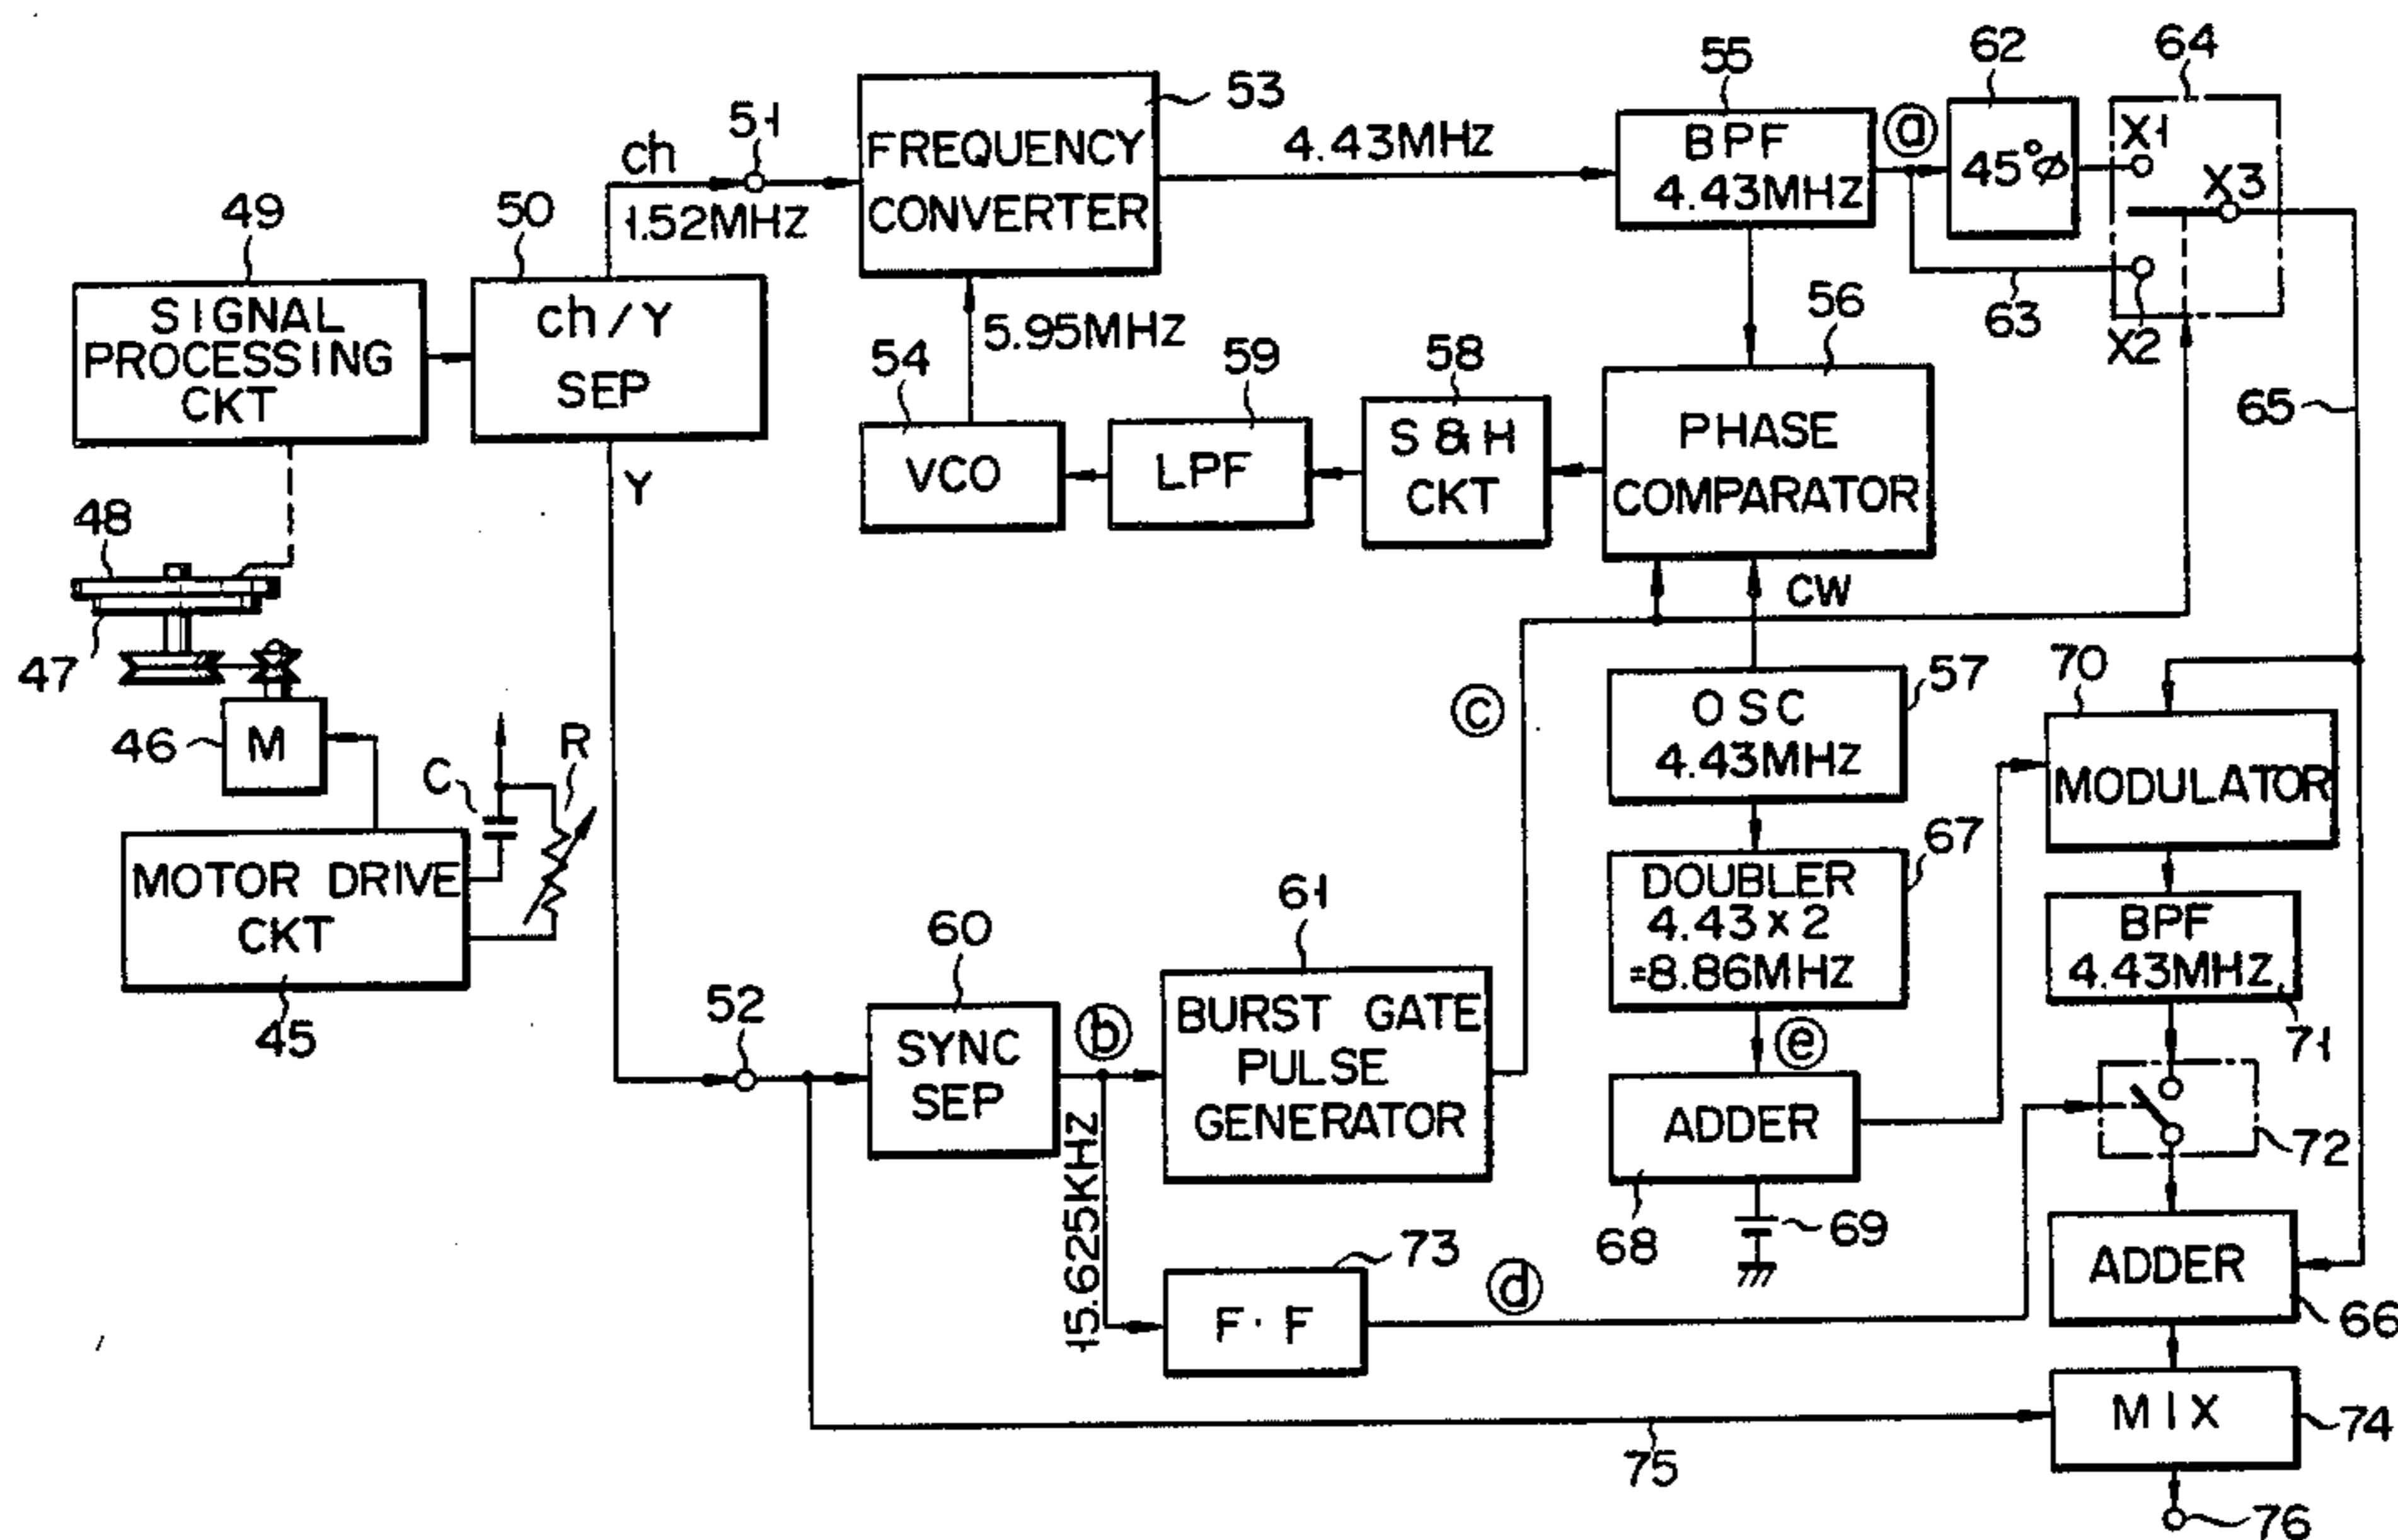 55
62
64
53
51
ch
FREQUENCY
CONVERTER
4.43MHZ
BPF
4.43MHZ
ⓐ
45°φ
X1
X3
X2
63
49
50
1.52MHZ
SIGNAL
PROCESSING
CKT
ch/Y
SEP
5.95MHZ
54
59
58
56
65
VCO
LPF
S & H
CKT
PHASE
COMPARATOR
Y
48
47
CW
46
M
C
R
ⓒ
57
OSC
4.43MHZ
70
MODULATOR
MOTOR DRIVE
CKT
45
67
DOUBLER
4.43 x 2
=8.86MHZ
BPF
4.43MHZ
71
52
60
61
SYNC
SEP
ⓑ
BURST GATE
PULSE
GENERATOR
ⓔ
ADDER
68
69
72
15.625KHZ
73
F·F
ⓓ
ADDER
66
MIX
74
75
76